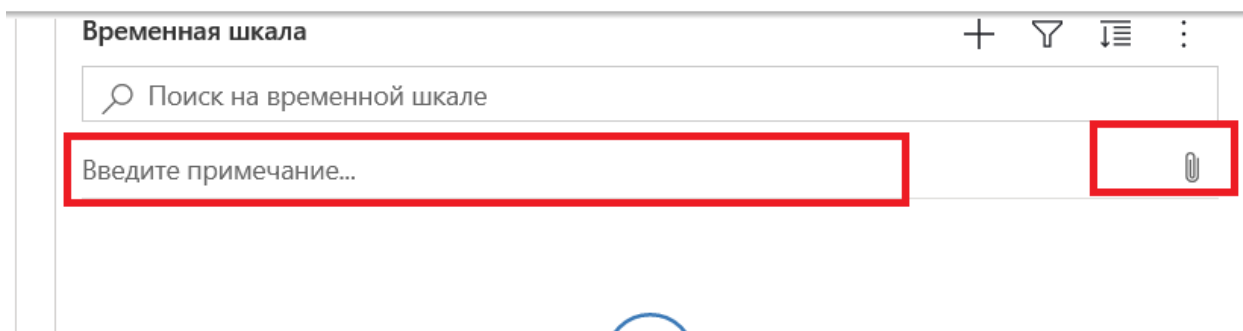 Временная шкала
Поиск на временной шкале
Введите примечание...